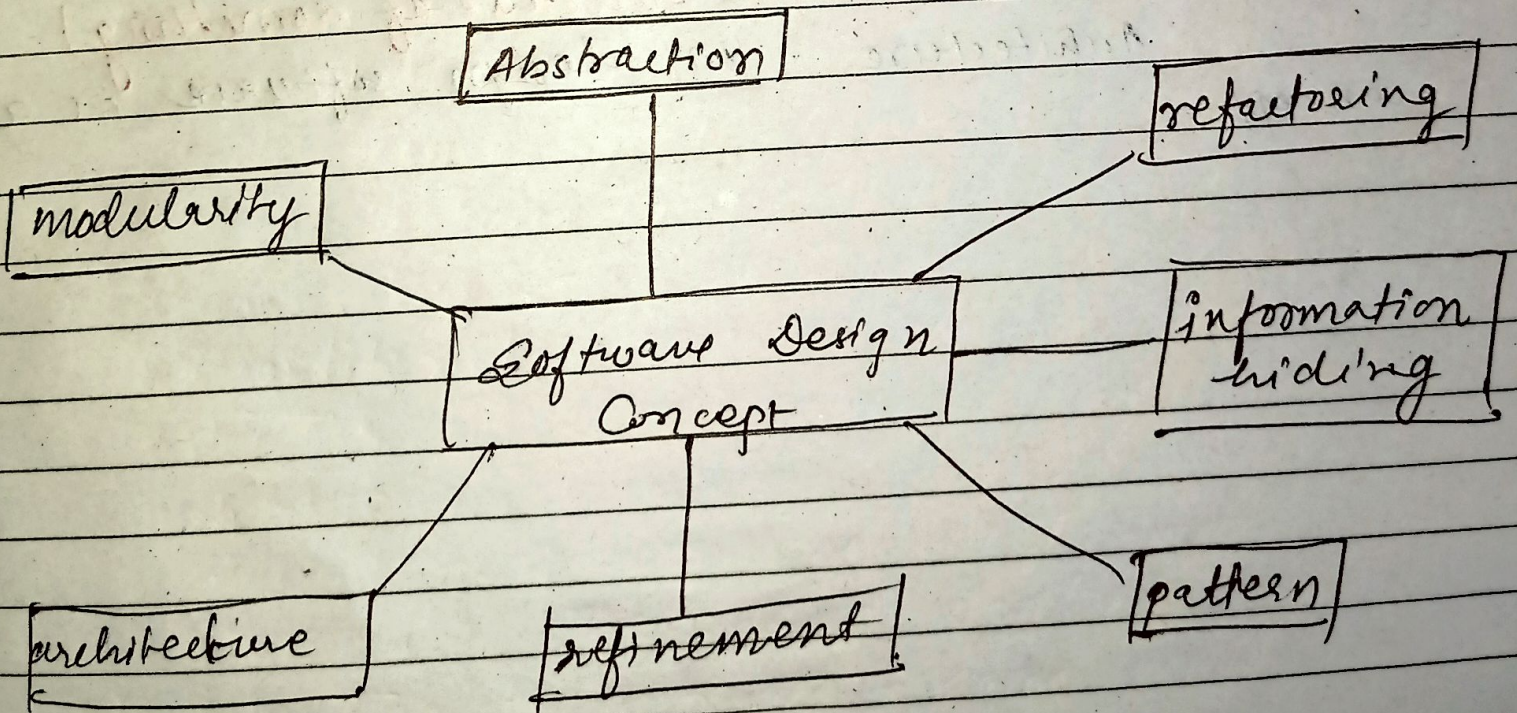 Abstraction
refactoring
modularity
information
hiding
Software Design
Concept
pattern
architecture
refinement